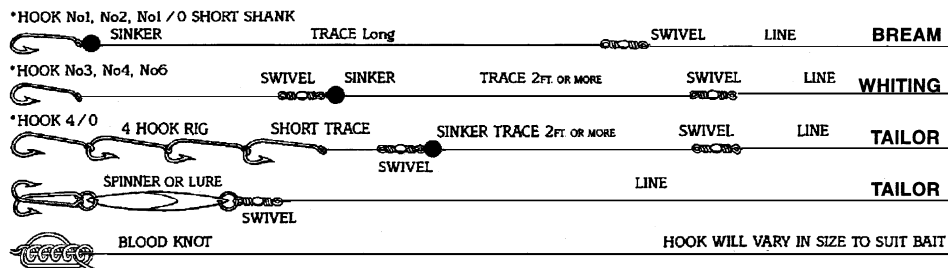 *HOOK No1, No2, No1/0 SHORT SHANK
SINKER TRACE Long SWIVEL LINE BREAM
*HOOK No3, No4, No6
SWIVEL SINKER TRACE 2FT. OR MORE SWIVEL LINE WHITING
*HOOK 4/0
4 HOOK RIG SHORT TRACE SINKER TRACE 2FT. OR MORE SWIVEL LINE TAILOR
SWIVEL
SPINNER OR LURE LINE TAILOR
SWIVEL
BLOOD KNOT HOOK WILL VARY IN SIZE TO SUIT BAIT